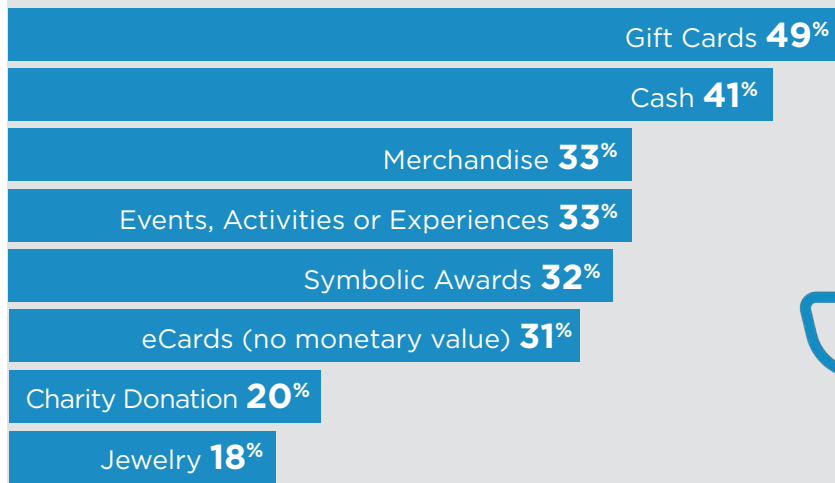 Gift Cards 49%
Cash 41%
Merchandise 33%
Events, Activities or Experiences 33%
Symbolic Awards 32%
eCards (no monetary value) 31%
Charity Donation 20%
Jewelry 18%